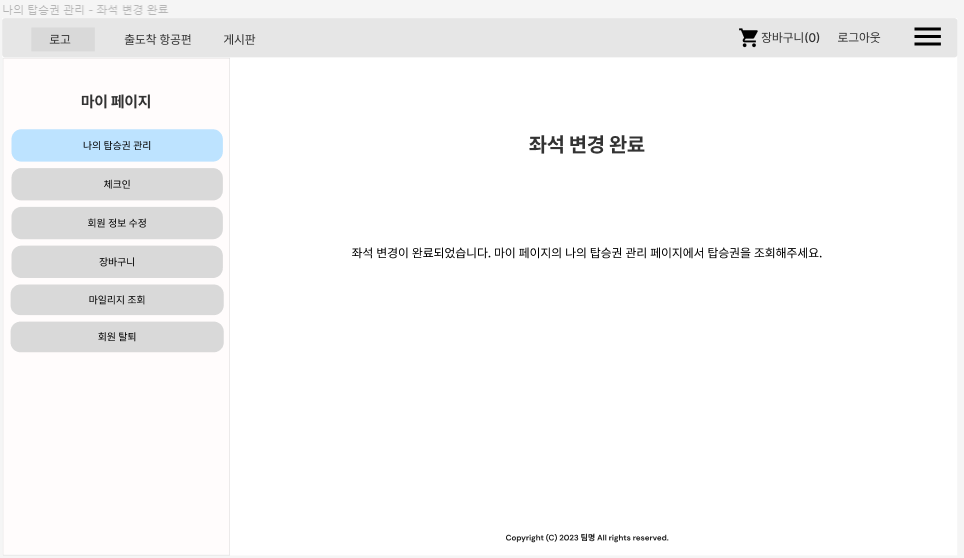 나의 탑승권 관리 - 좌석 변경 완료
로고 출도착 항공편 게시판 장바구니(0) 로그아웃
마이 페이지
나의 탑승권 관리
체크인
회원 정보 수정
장바구니
마일리지 조회
회원 탈퇴
좌석 변경 완료
좌석 변경이 완료되었습니다. 마이 페이지의 나의 탑승권 관리 페이지에서 탑승권을 조회해주세요.
Copyright (C) 2023 팀명 All rights reserved.